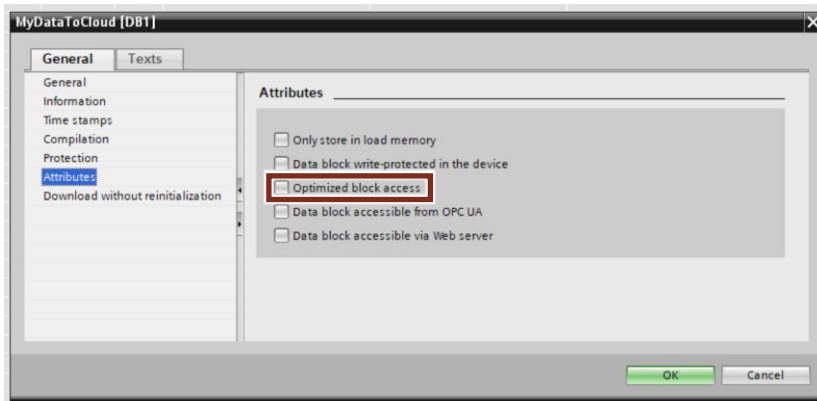 MyDataToCloud [DB1]
General Texts
General
Information
Time stamps
Compilation
Protection
Attributes
Download without reinitialization
Attributes
Only store in load memory
Data block write-protected in the device
Optimized block access
Data block accessible from OPC UA
Data block accessible via Web server
OK Cancel